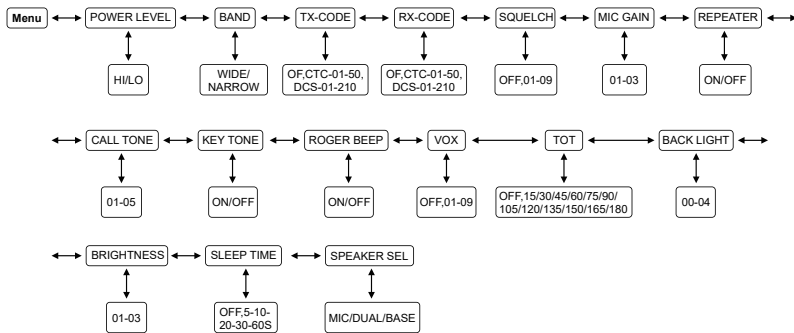 Menu POWER LEVEL BAND TX-CODE RX-CODE SQUELCH MIC GAIN REPEATER
HI/LO
WIDE/
NARROW
OF,CTC-01-50,
DCS-01-210
OF,CTC-01-50,
DCS-01-210
OFF,01-09
01-03
ON/OFF
CALL TONE KEY TONE ROGER BEEP VOX TOT BACK LIGHT
01-05
ON/OFF
ON/OFF
OFF,01-09
OFF,15/30/45/60/75/90/
105/120/135/150/165/180
00-04
BRIGHTNESS SLEEP TIME SPEAKER SEL
01-03
OFF,5-10-
20-30-60S
MIC/DUAL/BASE